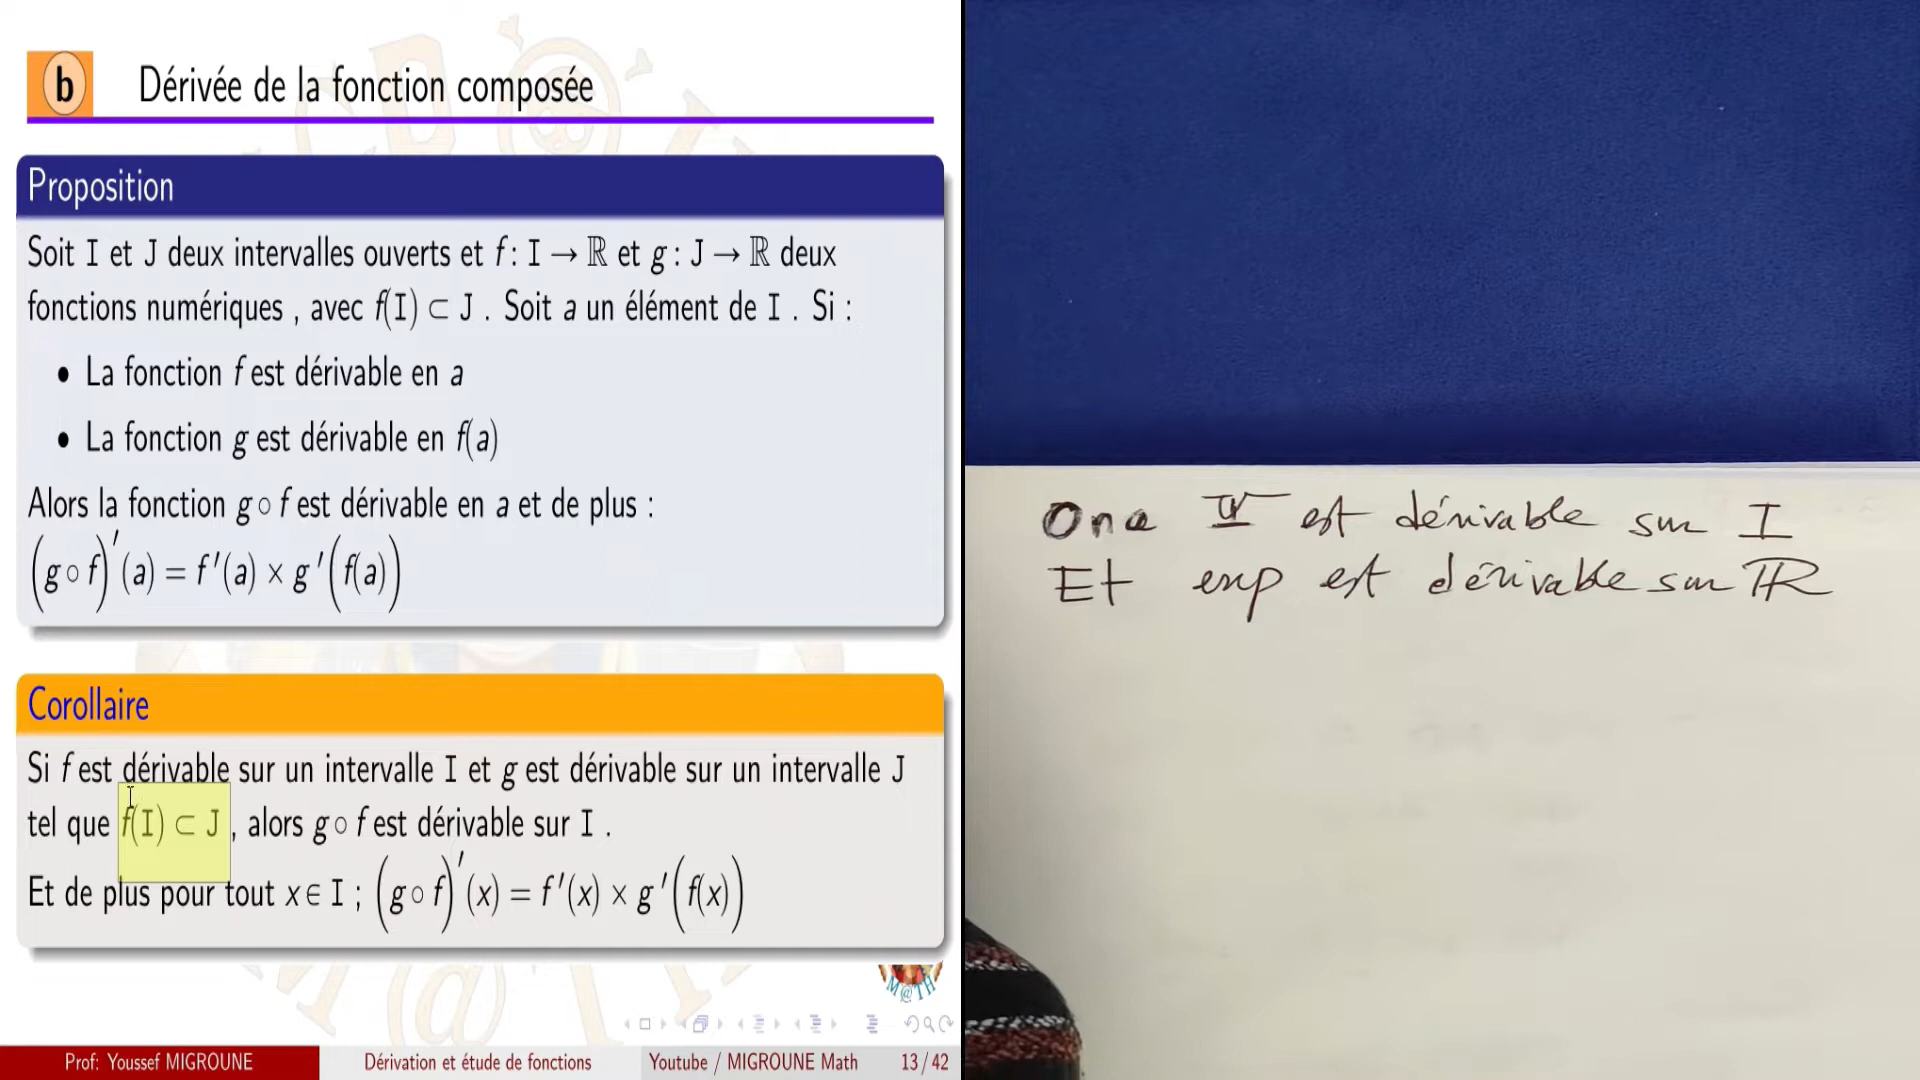 b Dérivée de la fonction composée
Proposition
Soit I et J deux intervalles ouverts et f : I → ℝ et g : J → ℝ deux
fonctions numériques , avec f(I) ⊂ J . Soit a un élément de I . Si :
• La fonction f est dérivable en a
• La fonction g est dérivable en f(a)
Alors la fonction g ∘ f est dérivable en a et de plus :
(g ∘ f)′(a) = f ′(a) × g ′(f(a))
Corollaire
Si f est dérivable sur un intervalle I et g est dérivable sur un intervalle J
tel que f(I) ⊂ J , alors g ∘ f est dérivable sur I .
Et de plus pour tout x ∈ I ; (g ∘ f)′(x) = f ′(x) × g ′(f(x))
M@TH
Prof: Youssef MIGROUNE Dérivation et étude de fonctions Youtube / MIGROUNE Math 13 / 42
On a est dérivable sur I
Et exp est dérivable sur ℝ